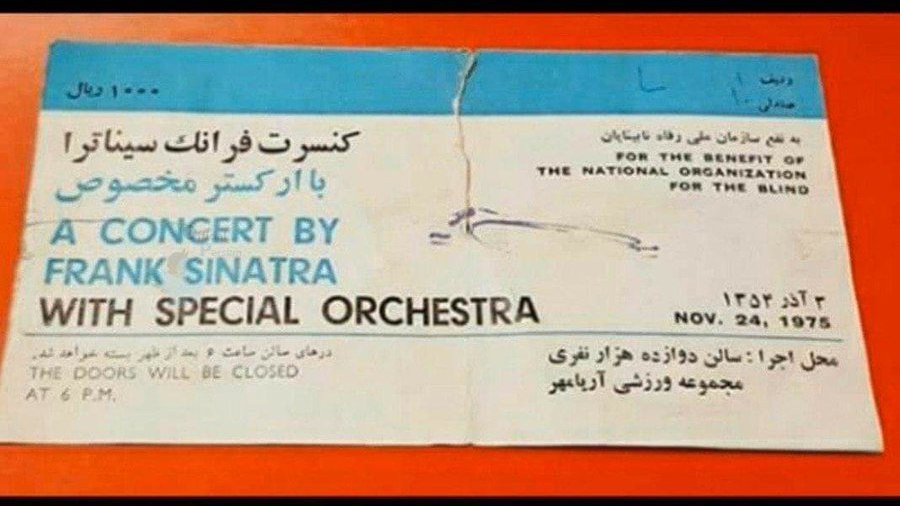 ۱۰۰۰ ریال
ردیف ۱
صندلی ۱۰
کنسرت فرانک سیناترا
با ارکستر مخصوص
A CONCERT BY
FRANK SINATRA
WITH SPECIAL ORCHESTRA
به نفع سازمان ملی رفاه نابینایان
FOR THE BENEFIT OF
THE NATIONAL ORGANIZATION
FOR THE BLIND
۳ آذر ۱۳۵۴
NOV. 24, 1975
درهای سالن ساعت ۶ بعد از ظهر بسته خواهد شد.
THE DOORS WILL BE CLOSED
AT 6 P.M.
محل اجرا : سالن دوازده هزار نفری
مجموعه ورزشی آریامهر